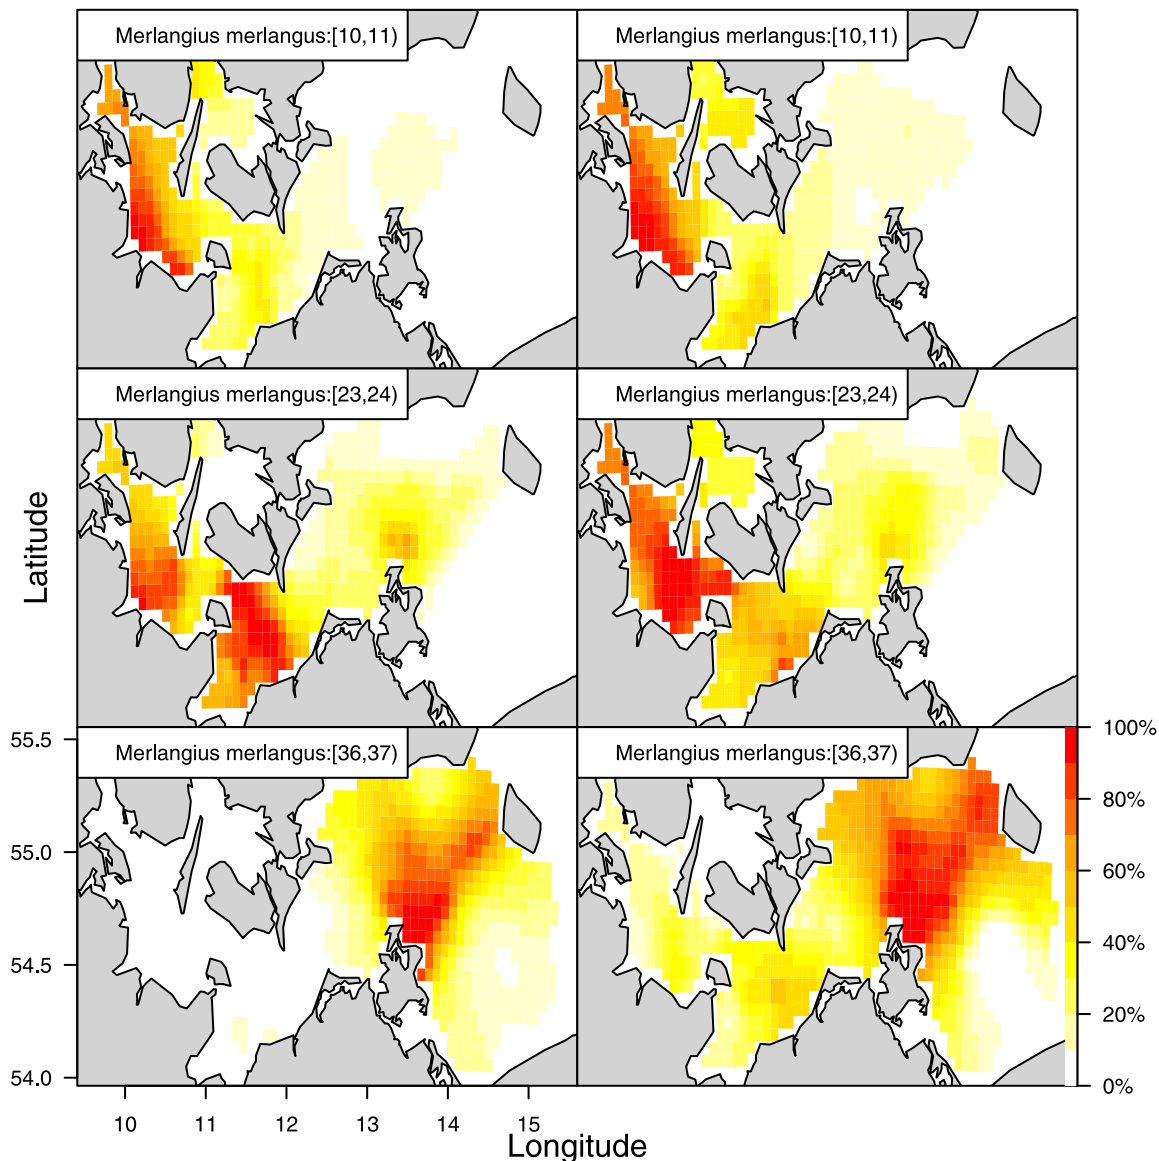 Merlangius merlangus:[10,11)
Merlangius merlangus:[10,11)
Merlangius merlangus:[23,24)
Merlangius merlangus:[23,24)
Latitude
Merlangius merlangus:[36,37)
Merlangius merlangus:[36,37)
55.5
55.0
54.5
54.0
100%
80%
60%
40%
20%
0%
10 11 12 13 14 15
Longitude